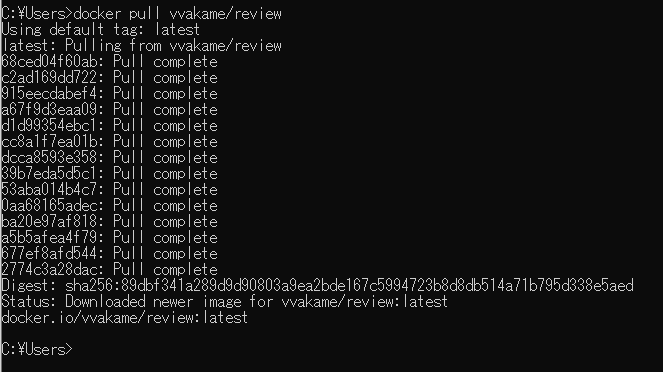 C:¥Users>docker pull vvakame/review
Using default tag: latest
latest: Pulling from vvakame/review
68ced04f60ab: Pull complete
c2ad169dd722: Pull complete
915eecdabef4: Pull complete
a67f9d3eaa09: Pull complete
d1d99354ebc1: Pull complete
cc8a1f7ea01b: Pull complete
dcca8593e358: Pull complete
39b7eda5d5c1: Pull complete
53aba014b4c7: Pull complete
0aa68165adec: Pull complete
ba20e97af818: Pull complete
a5b5afea4f79: Pull complete
677ef8afd544: Pull complete
2774c3a28dac: Pull complete
Digest: sha256:89dbf341a289d9d90803a9ea2bde167c5994723b8d8db514a71b795d338e5aed
Status: Downloaded newer image for vvakame/review:latest
docker.io/vvakame/review:latest
C:¥Users>